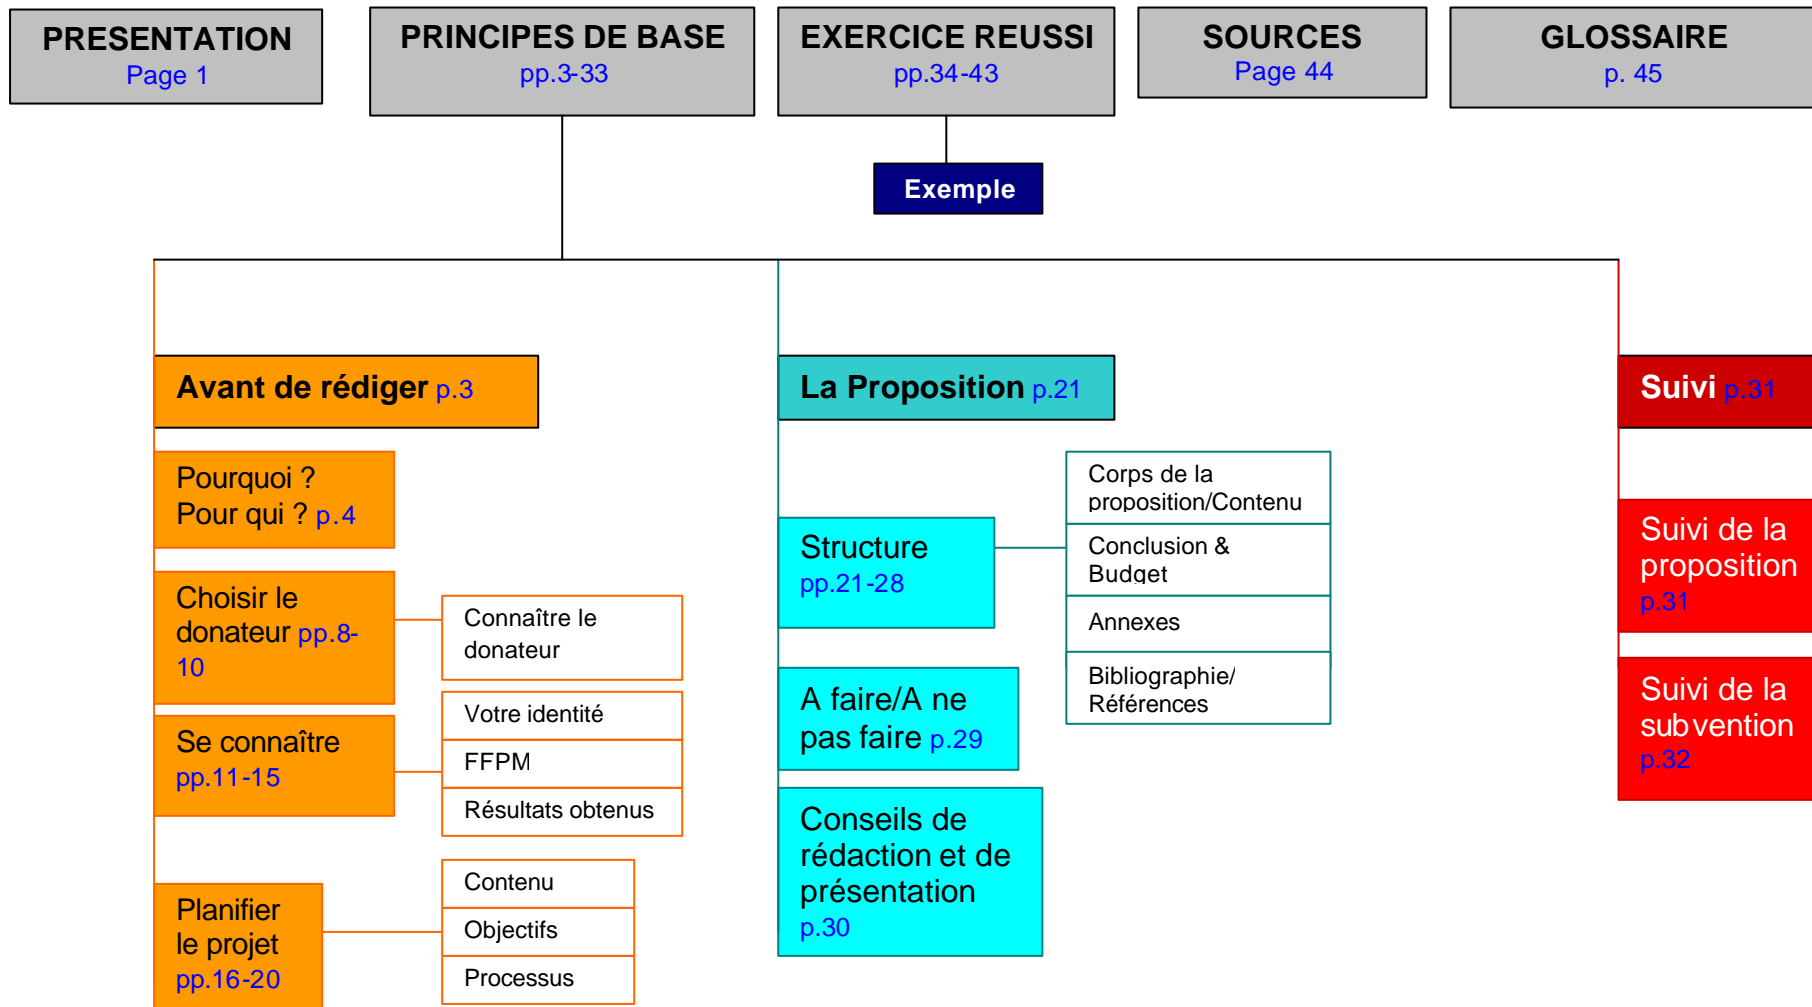 PRESENTATION
Page 1
PRINCIPES DE BASE
pp.3-33
EXERCICE REUSSI
pp.34-43
SOURCES
Page 44
GLOSSAIRE
p. 45
Exemple
Avant de rédiger p.3
Pourquoi ?
Pour qui ? p.4
Choisir le
donateur pp.8-
10
Connaître le
donateur
Se connaître
pp.11-15
Votre identité
FFPM
Résultats obtenus
Planifier
le projet
pp.16-20
Contenu
Objectifs
Processus
La Proposition p.21
Structure
pp.21-28
Corps de la
proposition/Contenu
Conclusion &
Budget
Annexes
Bibliographie/
Références
A faire/A ne
pas faire p.29
Conseils de
rédaction et de
présentation
p.30
Suivi p.31
Suivi de la
proposition
p.31
Suivi de la
subvention
p.32